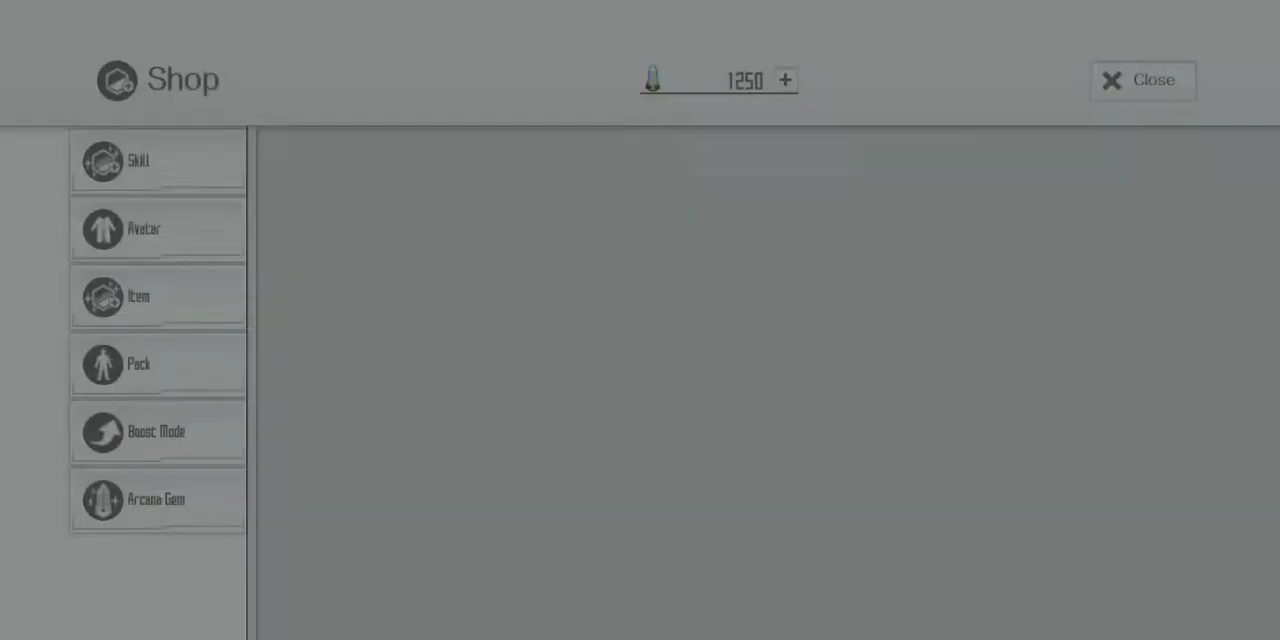 Shop
1250 +
Close
Skill
Avatar
Item
Pack
Boost Mode
Arcana Gem